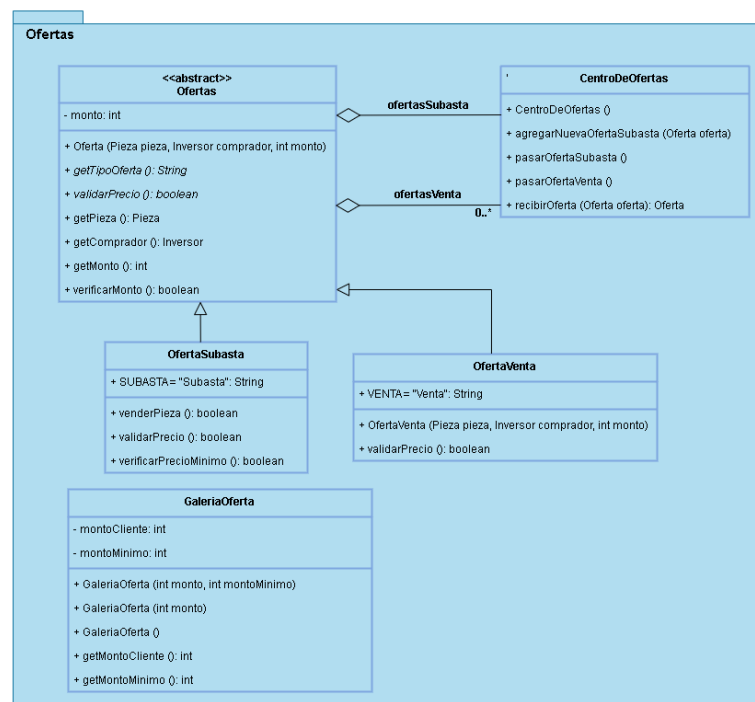 Ofertas
<<abstract>>
Ofertas
- monto: int
+ Oferta (Pieza pieza, Inversor comprador, int monto)
+ getTipoOferta (): String
+ validarPrecio (): boolean
+ getPieza (): Pieza
+ getComprador (): Inversor
+ getMonto (): int
+ verificarMonto (): boolean
ofertasSubasta
ofertasVenta
0..*
CentroDeOfertas
+ CentroDeOfertas ()
+ agregarNuevaOfertaSubasta (Oferta oferta)
+ pasarOfertaSubasta ()
+ pasarOfertaVenta ()
+ recibirOferta (Oferta oferta): Oferta
OfertaSubasta
+ SUBASTA= "Subasta": String
+ venderPieza (): boolean
+ validarPrecio (): boolean
+ verificarPrecioMinimo (): boolean
OfertaVenta
+ VENTA= "Venta": String
+ OfertaVenta (Pieza pieza, Inversor comprador, int monto)
+ validarPrecio (): boolean
GaleriaOferta
- montoCliente: int
- montoMinimo: int
+ GaleriaOferta (int monto, int montoMinimo)
+ GaleriaOferta (int monto)
+ GaleriaOferta ()
+ getMontoCliente (): int
+ getMontoMinimo (): int